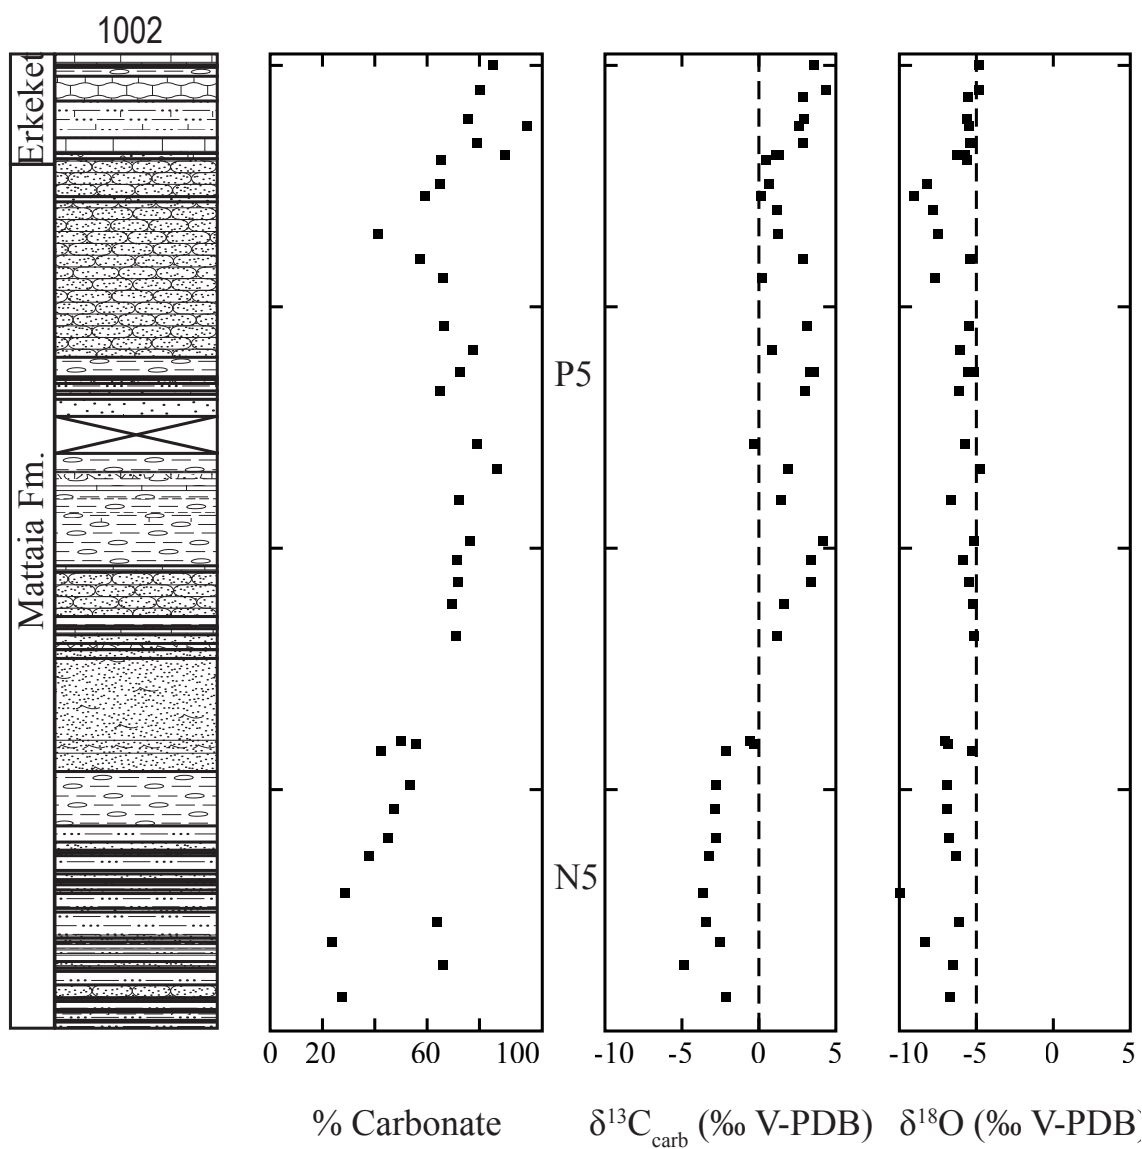 1002
Erkeket
Mattaia Fm.
P5
N5
0 20 60 100
-10 -5 0 5
-10 -5 0 5
% Carbonate
δ¹³Ccarb (‰ V-PDB)
δ¹⁸O (‰ V-PDB)